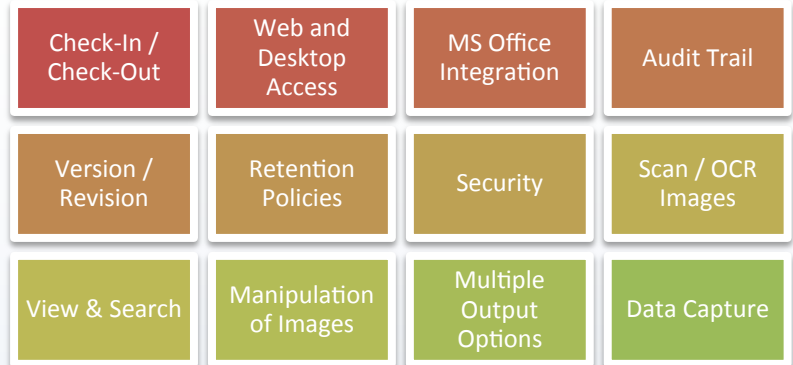 Check-In /
Check-Out
Web and
Desktop
Access
MS Office
Integration
Audit Trail
Version /
Revision
Retention
Policies
Security
Scan / OCR
Images
View & Search
Manipulation
of Images
Multiple
Output
Options
Data Capture